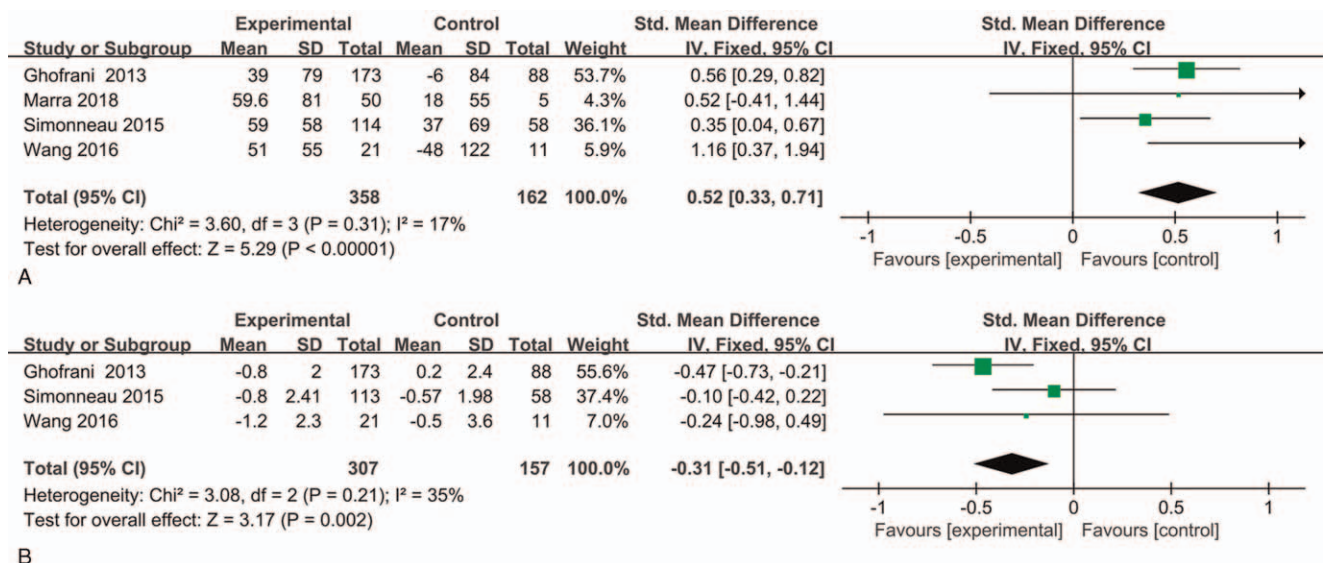 Experimental Control Std. Mean Difference Std. Mean Difference
Study or Subgroup Mean SD Total Mean SD Total Weight IV, Fixed, 95% CI IV, Fixed, 95% CI
Ghofrani 2013 39 79 173 -6 84 88 53.7% 0.56 [0.29, 0.82]
Marra 2018 59.6 81 50 18 55 5 4.3% 0.52 [-0.41, 1.44]
Simonneau 2015 59 58 114 37 69 58 36.1% 0.35 [0.04, 0.67]
Wang 2016 51 55 21 -48 122 11 5.9% 1.16 [0.37, 1.94]
Total (95% CI) 358 162 100.0% 0.52 [0.33, 0.71]
Heterogeneity: Chi² = 3.60, df = 3 (P = 0.31); I² = 17%
Test for overall effect: Z = 5.29 (P < 0.00001)
-1 -0.5 0 0.5 1
Favours [experimental] Favours [control]
A
Experimental Control Std. Mean Difference Std. Mean Difference
Study or Subgroup Mean SD Total Mean SD Total Weight IV, Fixed, 95% CI IV, Fixed, 95% CI
Ghofrani 2013 -0.8 2 173 0.2 2.4 88 55.6% -0.47 [-0.73, -0.21]
Simonneau 2015 -0.8 2.41 113 -0.57 1.98 58 37.4% -0.10 [-0.42, 0.22]
Wang 2016 -1.2 2.3 21 -0.5 3.6 11 7.0% -0.24 [-0.98, 0.49]
Total (95% CI) 307 157 100.0% -0.31 [-0.51, -0.12]
Heterogeneity: Chi² = 3.08, df = 2 (P = 0.21); I² = 35%
Test for overall effect: Z = 3.17 (P = 0.002)
-1 -0.5 0 0.5 1
Favours [experimental] Favours [control]
B